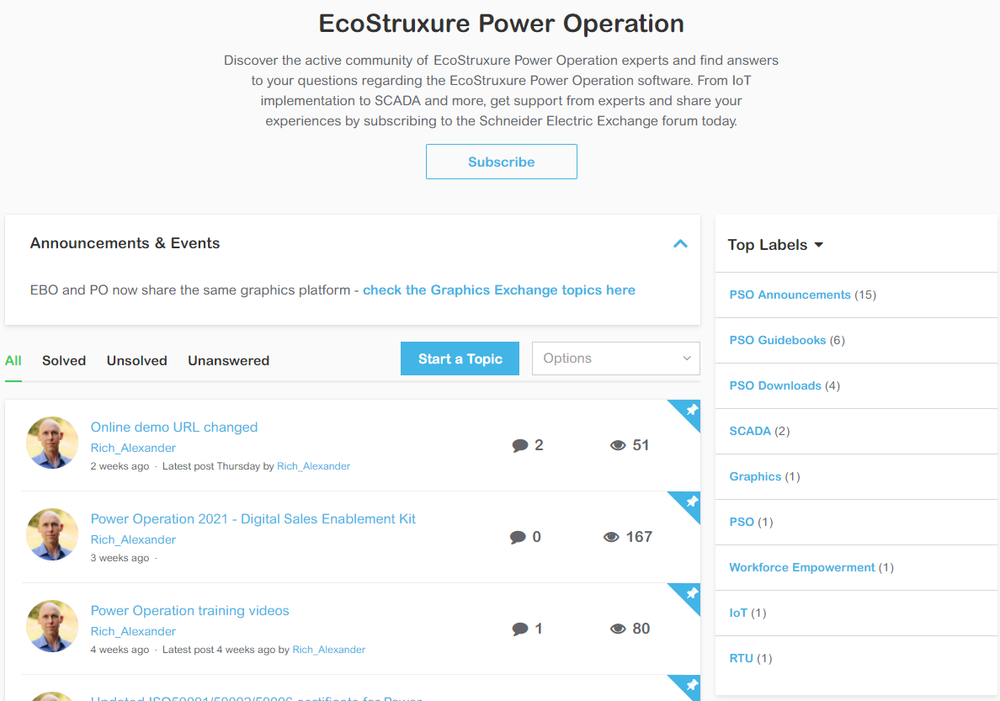 EcoStruxure Power Operation
Discover the active community of EcoStruxure Power Operation experts and find answers
to your questions regarding the EcoStruxure Power Operation software. From IoT
implementation to SCADA and more, get support from experts and share your
experiences by subscribing to the Schneider Electric Exchange forum today.
Subscribe
Announcements & Events
EBO and PO now share the same graphics platform - check the Graphics Exchange topics here
All Solved Unsolved Unanswered Start a Topic Options
Online demo URL changed
Rich_Alexander
2 weeks ago · Latest post Thursday by Rich_Alexander
2 51
Power Operation 2021 - Digital Sales Enablement Kit
Rich_Alexander
3 weeks ago ·
0 167
Power Operation training videos
Rich_Alexander
4 weeks ago · Latest post 4 weeks ago by Rich_Alexander
1 80
Updated ISO50001/50002/50006 certificate for Power
Top Labels
PSO Announcements (15)
PSO Guidebooks (6)
PSO Downloads (4)
SCADA (2)
Graphics (1)
PSO (1)
Workforce Empowerment (1)
IoT (1)
RTU (1)